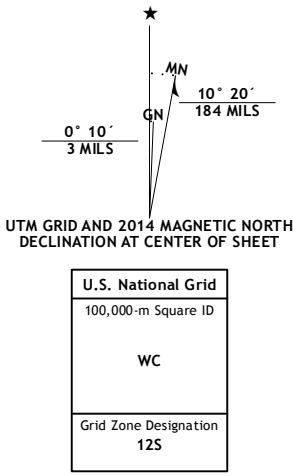 ★
MN
GN
10° 20´
184 MILS
0° 10´
3 MILS
UTM GRID AND 2014 MAGNETIC NORTH
DECLINATION AT CENTER OF SHEET
U.S. National Grid
100,000-m Square ID
WC
Grid Zone Designation
12S